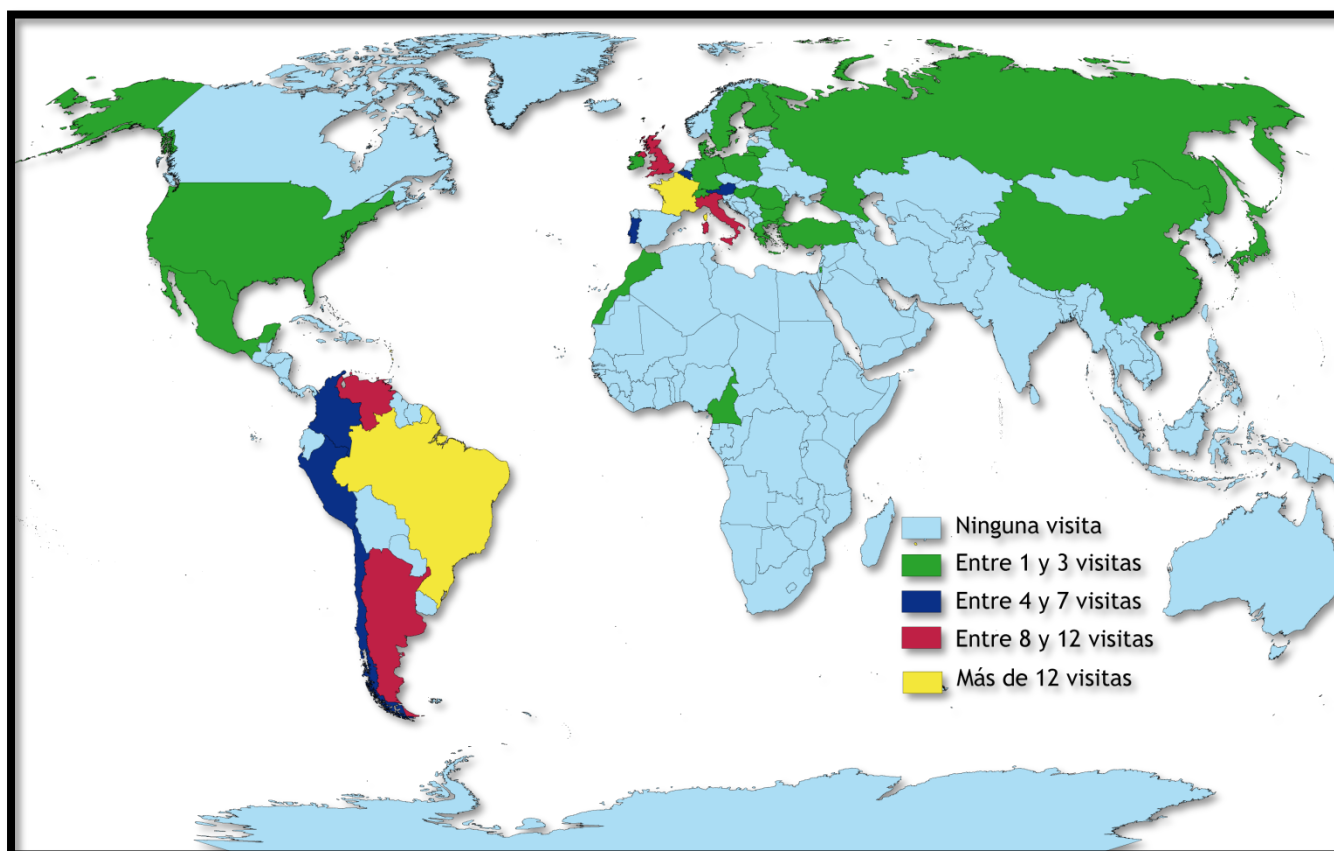 Ninguna visita
Entre 1 y 3 visitas
Entre 4 y 7 visitas
Entre 8 y 12 visitas
Más de 12 visitas